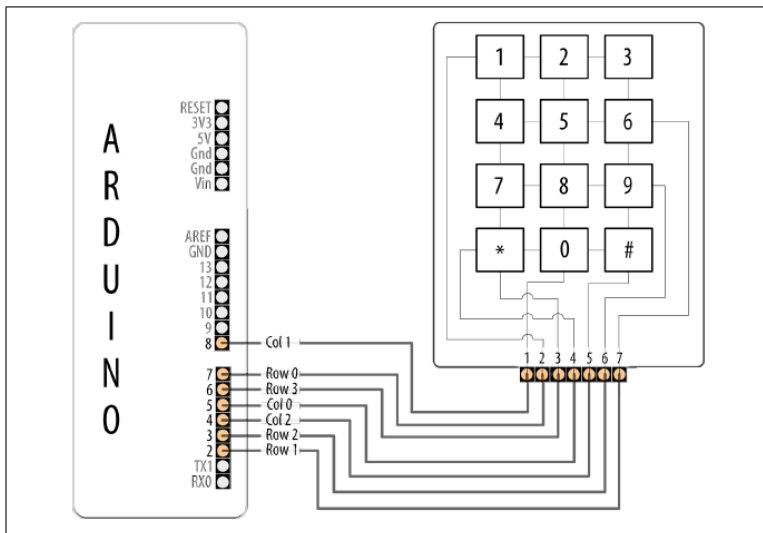 ARDUINO
RESET
3V3
5V
Gnd
Gnd
Vin
AREF
GND
13
12
11
10
9
8 Col 1
7 Row 0
6 Row 3
5 Col 0
4 Col 2
3 Row 2
2 Row 1
TX1
RX0
1 2 3
4 5 6
7 8 9
* 0 #
1 2 3 4 5 6 7